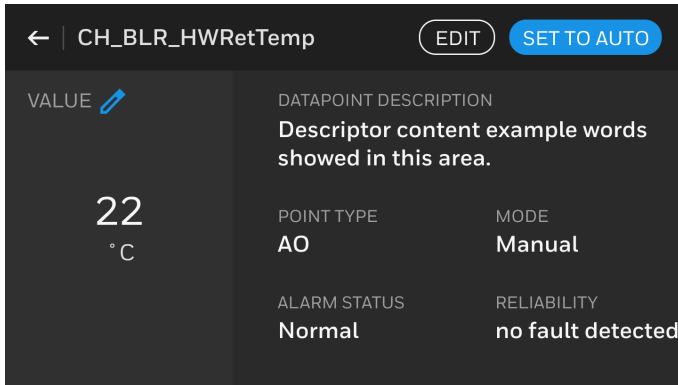 CH_BLR_HWRetTemp
EDIT
SET TO AUTO
VALUE
22
°C
DATAPOINT DESCRIPTION
Descriptor content example words
showed in this area.
POINT TYPE
MODE
AO
Manual
ALARM STATUS
RELIABILITY
Normal
no fault detected